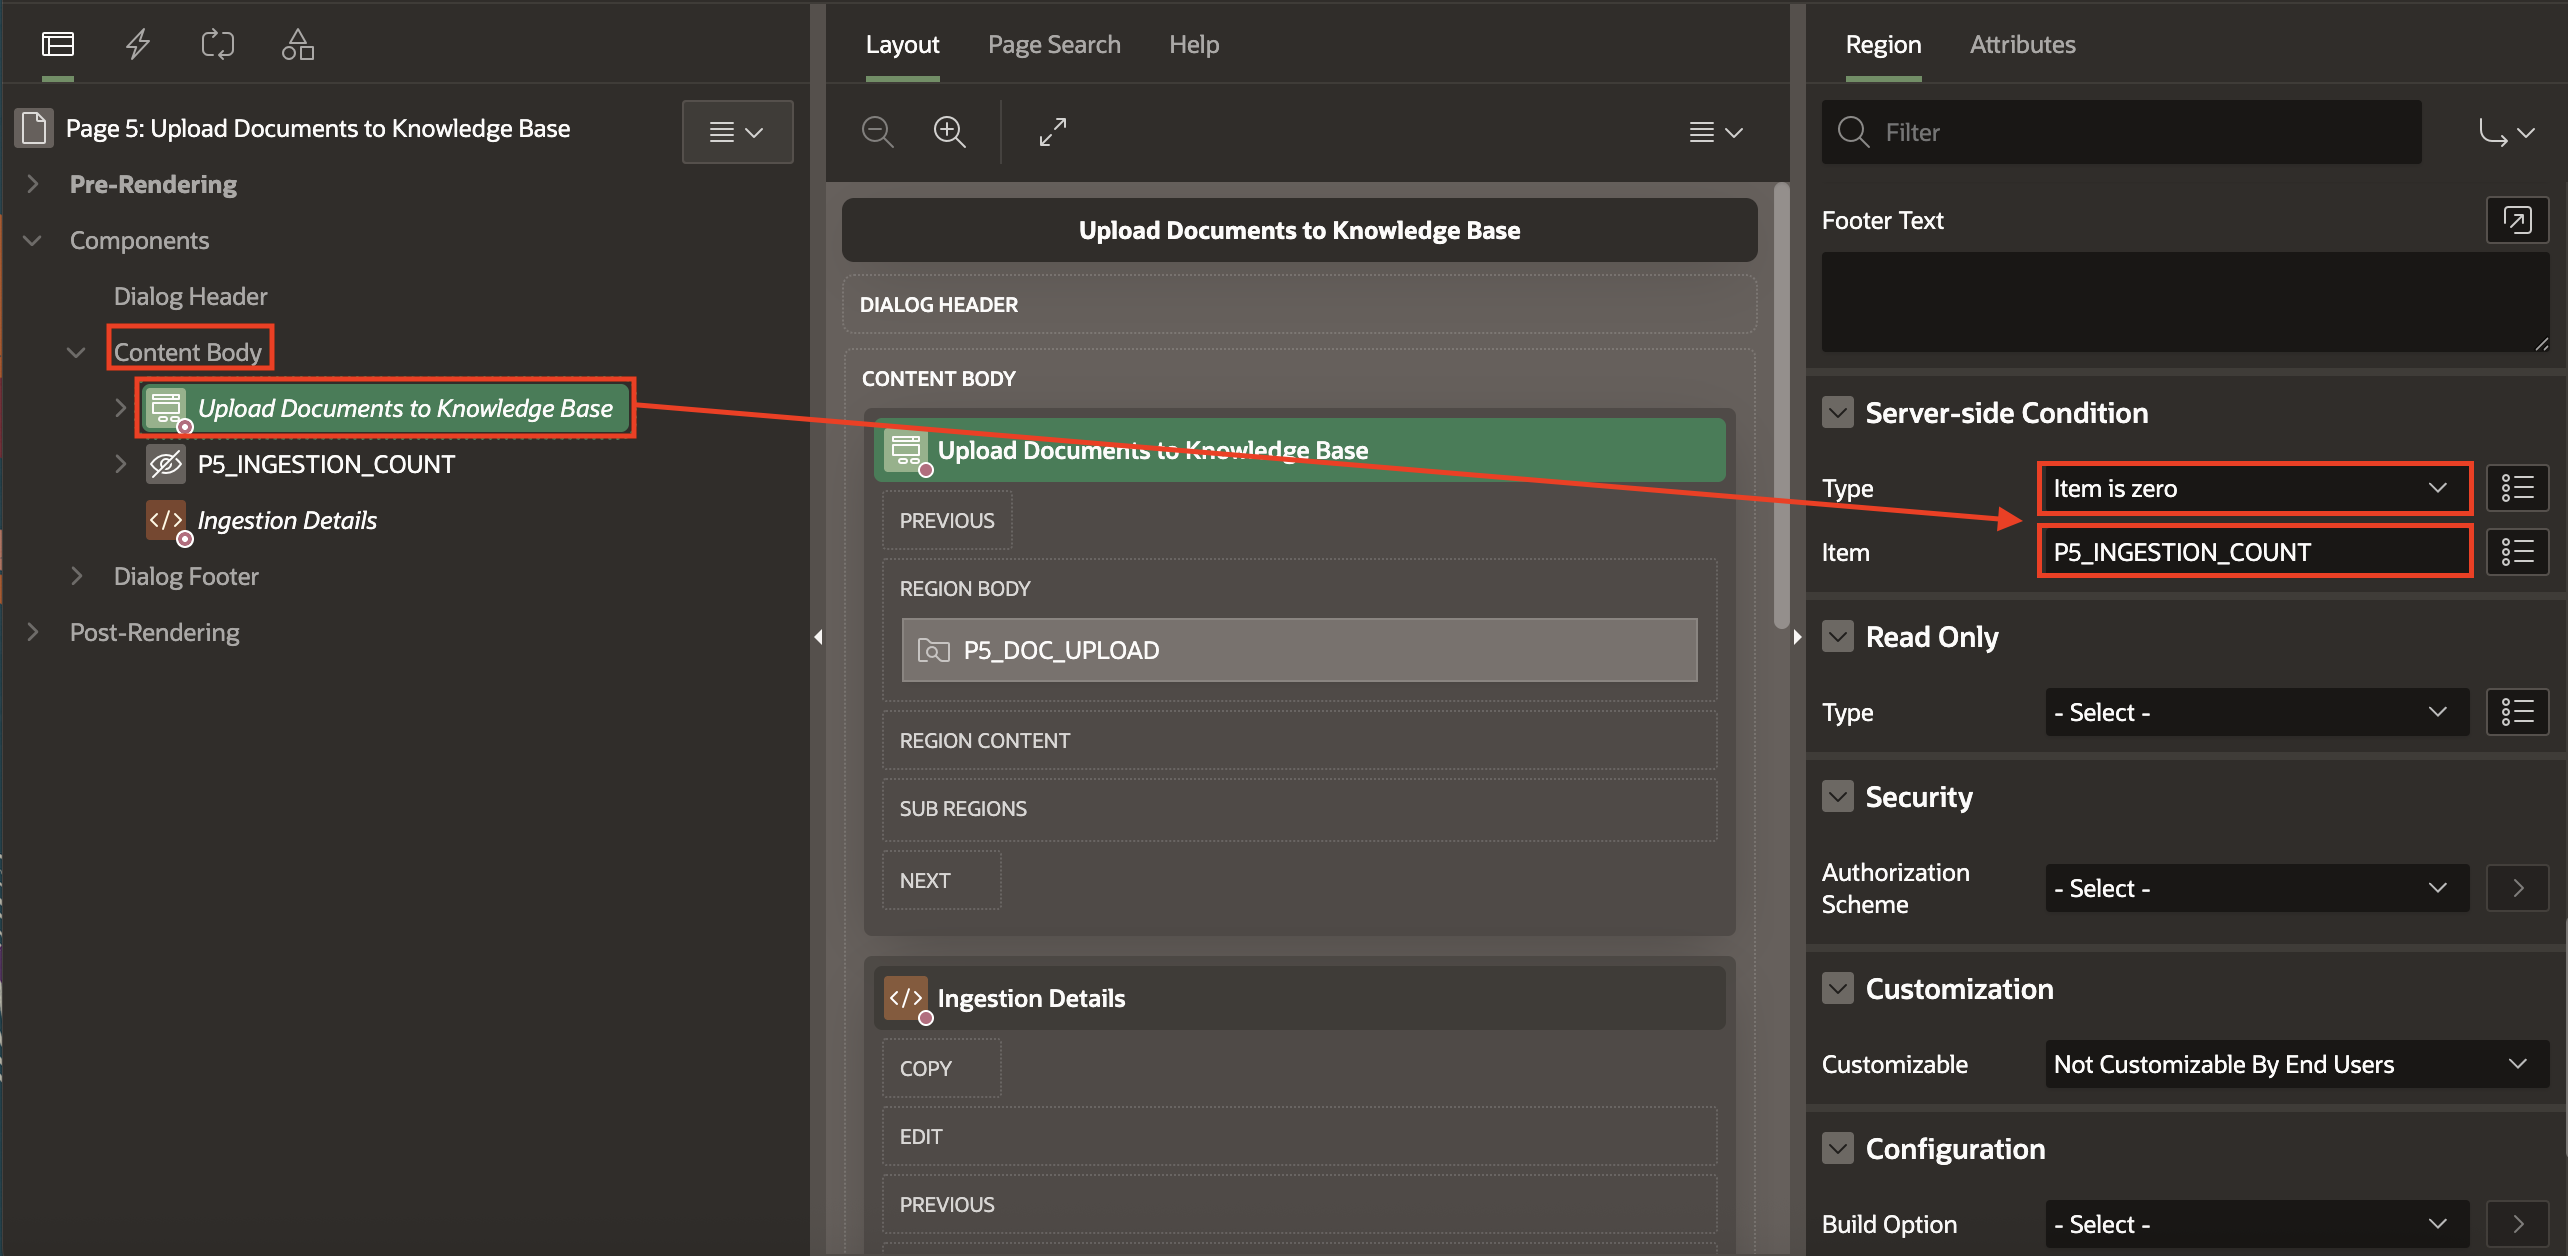 Page 5: Upload Documents to Knowledge Base
Pre-Rendering
Components
Dialog Header
Content Body
Upload Documents to Knowledge Base
P5_INGESTION_COUNT
</> Ingestion Details
Dialog Footer
Post-Rendering
Layout
Page Search
Help
Upload Documents to Knowledge Base
DIALOG HEADER
CONTENT BODY
Upload Documents to Knowledge Base
PREVIOUS
REGION BODY
P5_DOC_UPLOAD
REGION CONTENT
SUB REGIONS
NEXT
</> Ingestion Details
COPY
EDIT
PREVIOUS
Region
Attributes
Filter
Footer Text
Server-side Condition
Type
Item is zero
Item
P5_INGESTION_COUNT
Read Only
Type
- Select -
Security
Authorization
Scheme
- Select -
Customization
Customizable
Not Customizable By End Users
Configuration
Build Option
- Select -